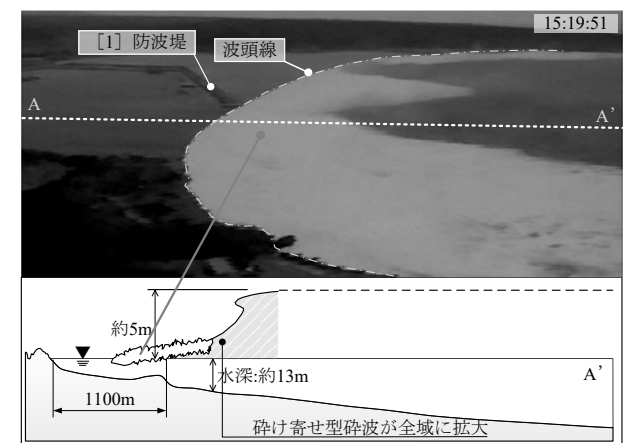 15:19:51
[1] 防波堤
波頭線
A
A’
約5m
水深:約13m
A’
1100m
砕け寄せ型砕波が全域に拡大